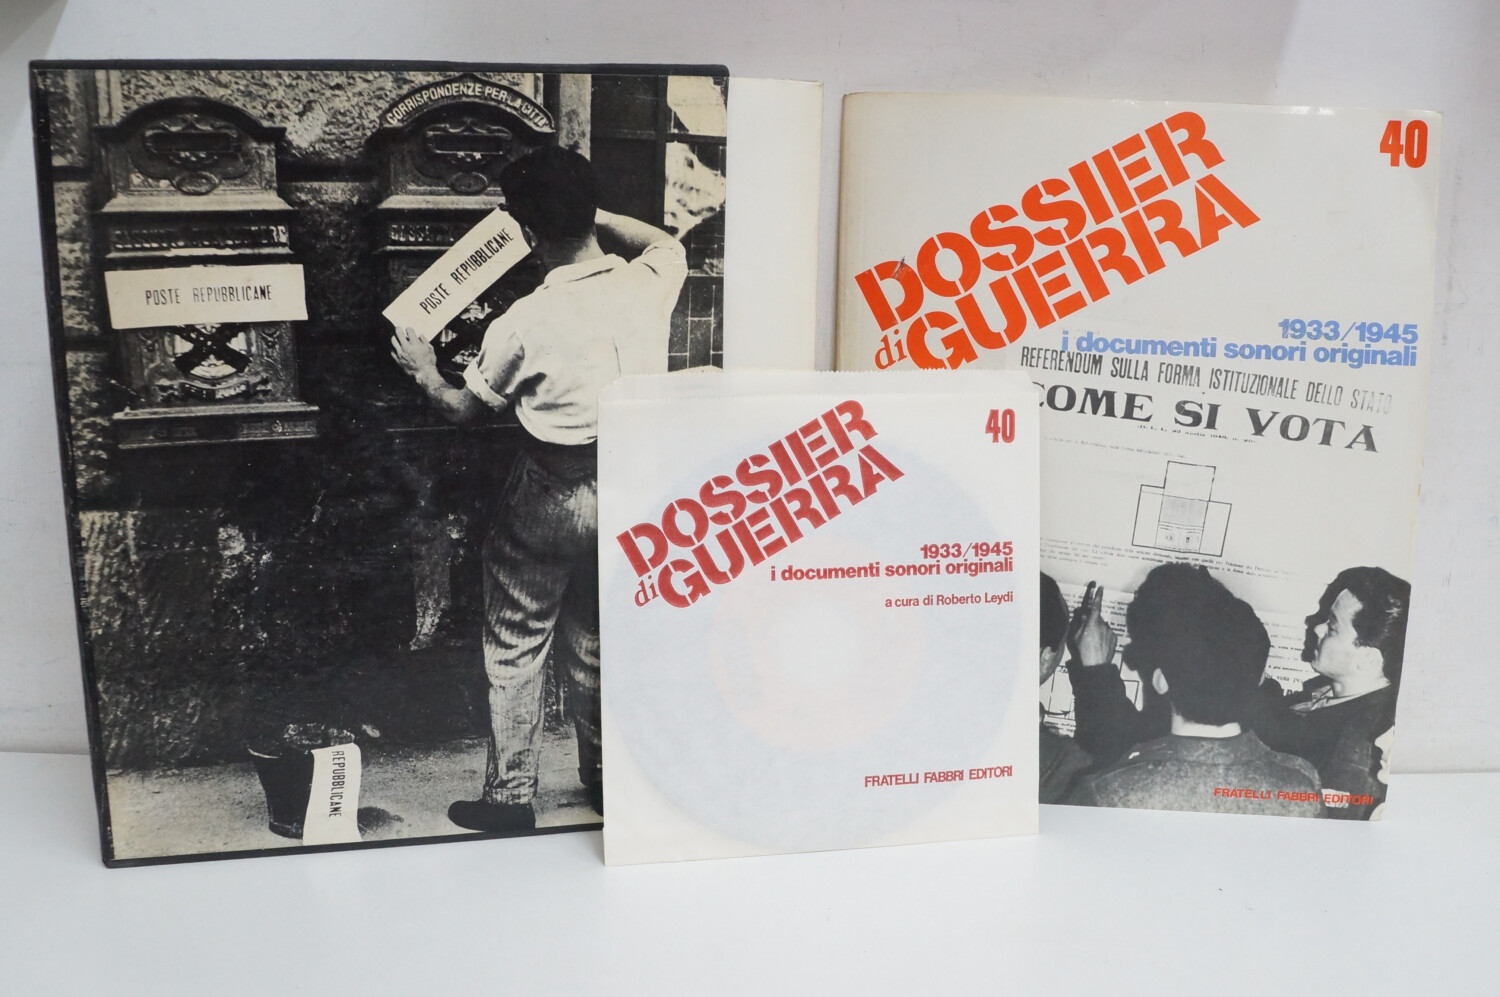 CORRISPONDENZE PER LA CITTÀ
POSTE REPUBBLICANE
POSTE REPUBBLICANE
REPUBBLICANE
40
DOSSIER
di GUERRA
1933/1945
i documenti sonori originali
a cura di Roberto Leydi
FRATELLI FABBRI EDITORI
40
DOSSIER
di GUERRA
1933/1945
i documenti sonori originali
REFERENDUM SULLA FORMA ISTITUZIONALE DELLO STATO
COME SI VOTA
FRATELLI FABBRI EDITORI